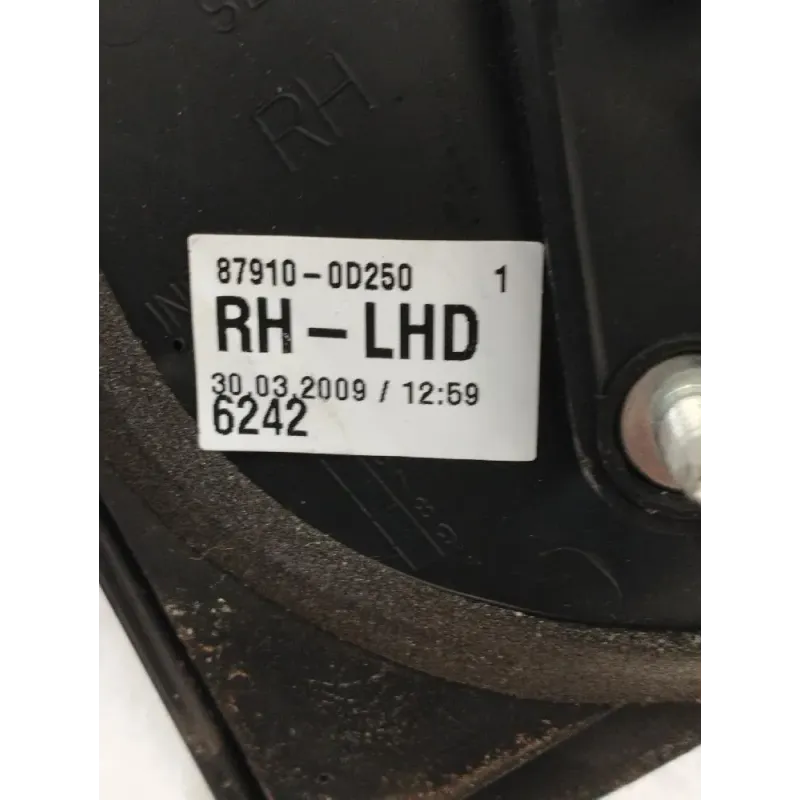 RH
87910-0D250 1
RH-LHD
30.03.2009 / 12:59
6242